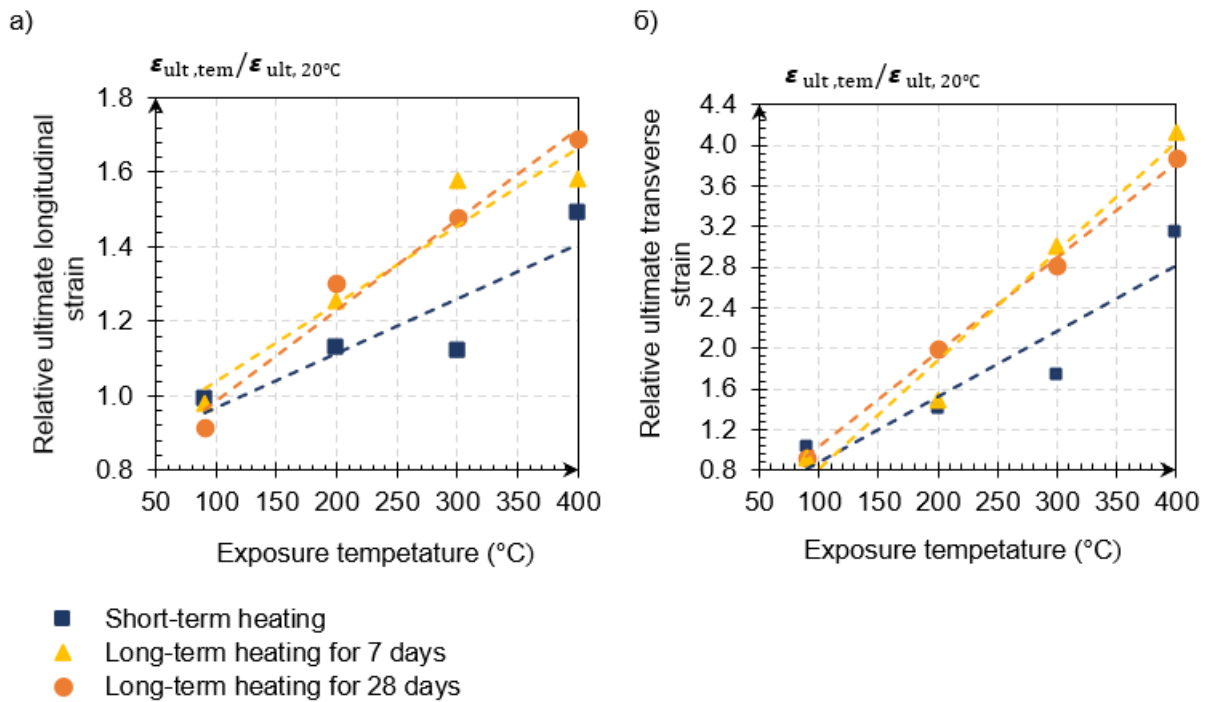 а)
б)
εult ,tem/ε ult, 20℃
Relative ultimate longitudinal
strain
1.8
1.6
1.4
1.2
1.0
0.8
50 100 150 200 250 300 350 400
Exposure tempetature (°C)
ε ult ,tem/ε ult, 20℃
Relative ultimate transverse
strain
4.4
4.0
3.6
3.2
2.8
2.4
2.0
1.6
1.2
0.8
50 100 150 200 250 300 350 400
Exposure tempetature (°C)
Short-term heating
Long-term heating for 7 days
Long-term heating for 28 days